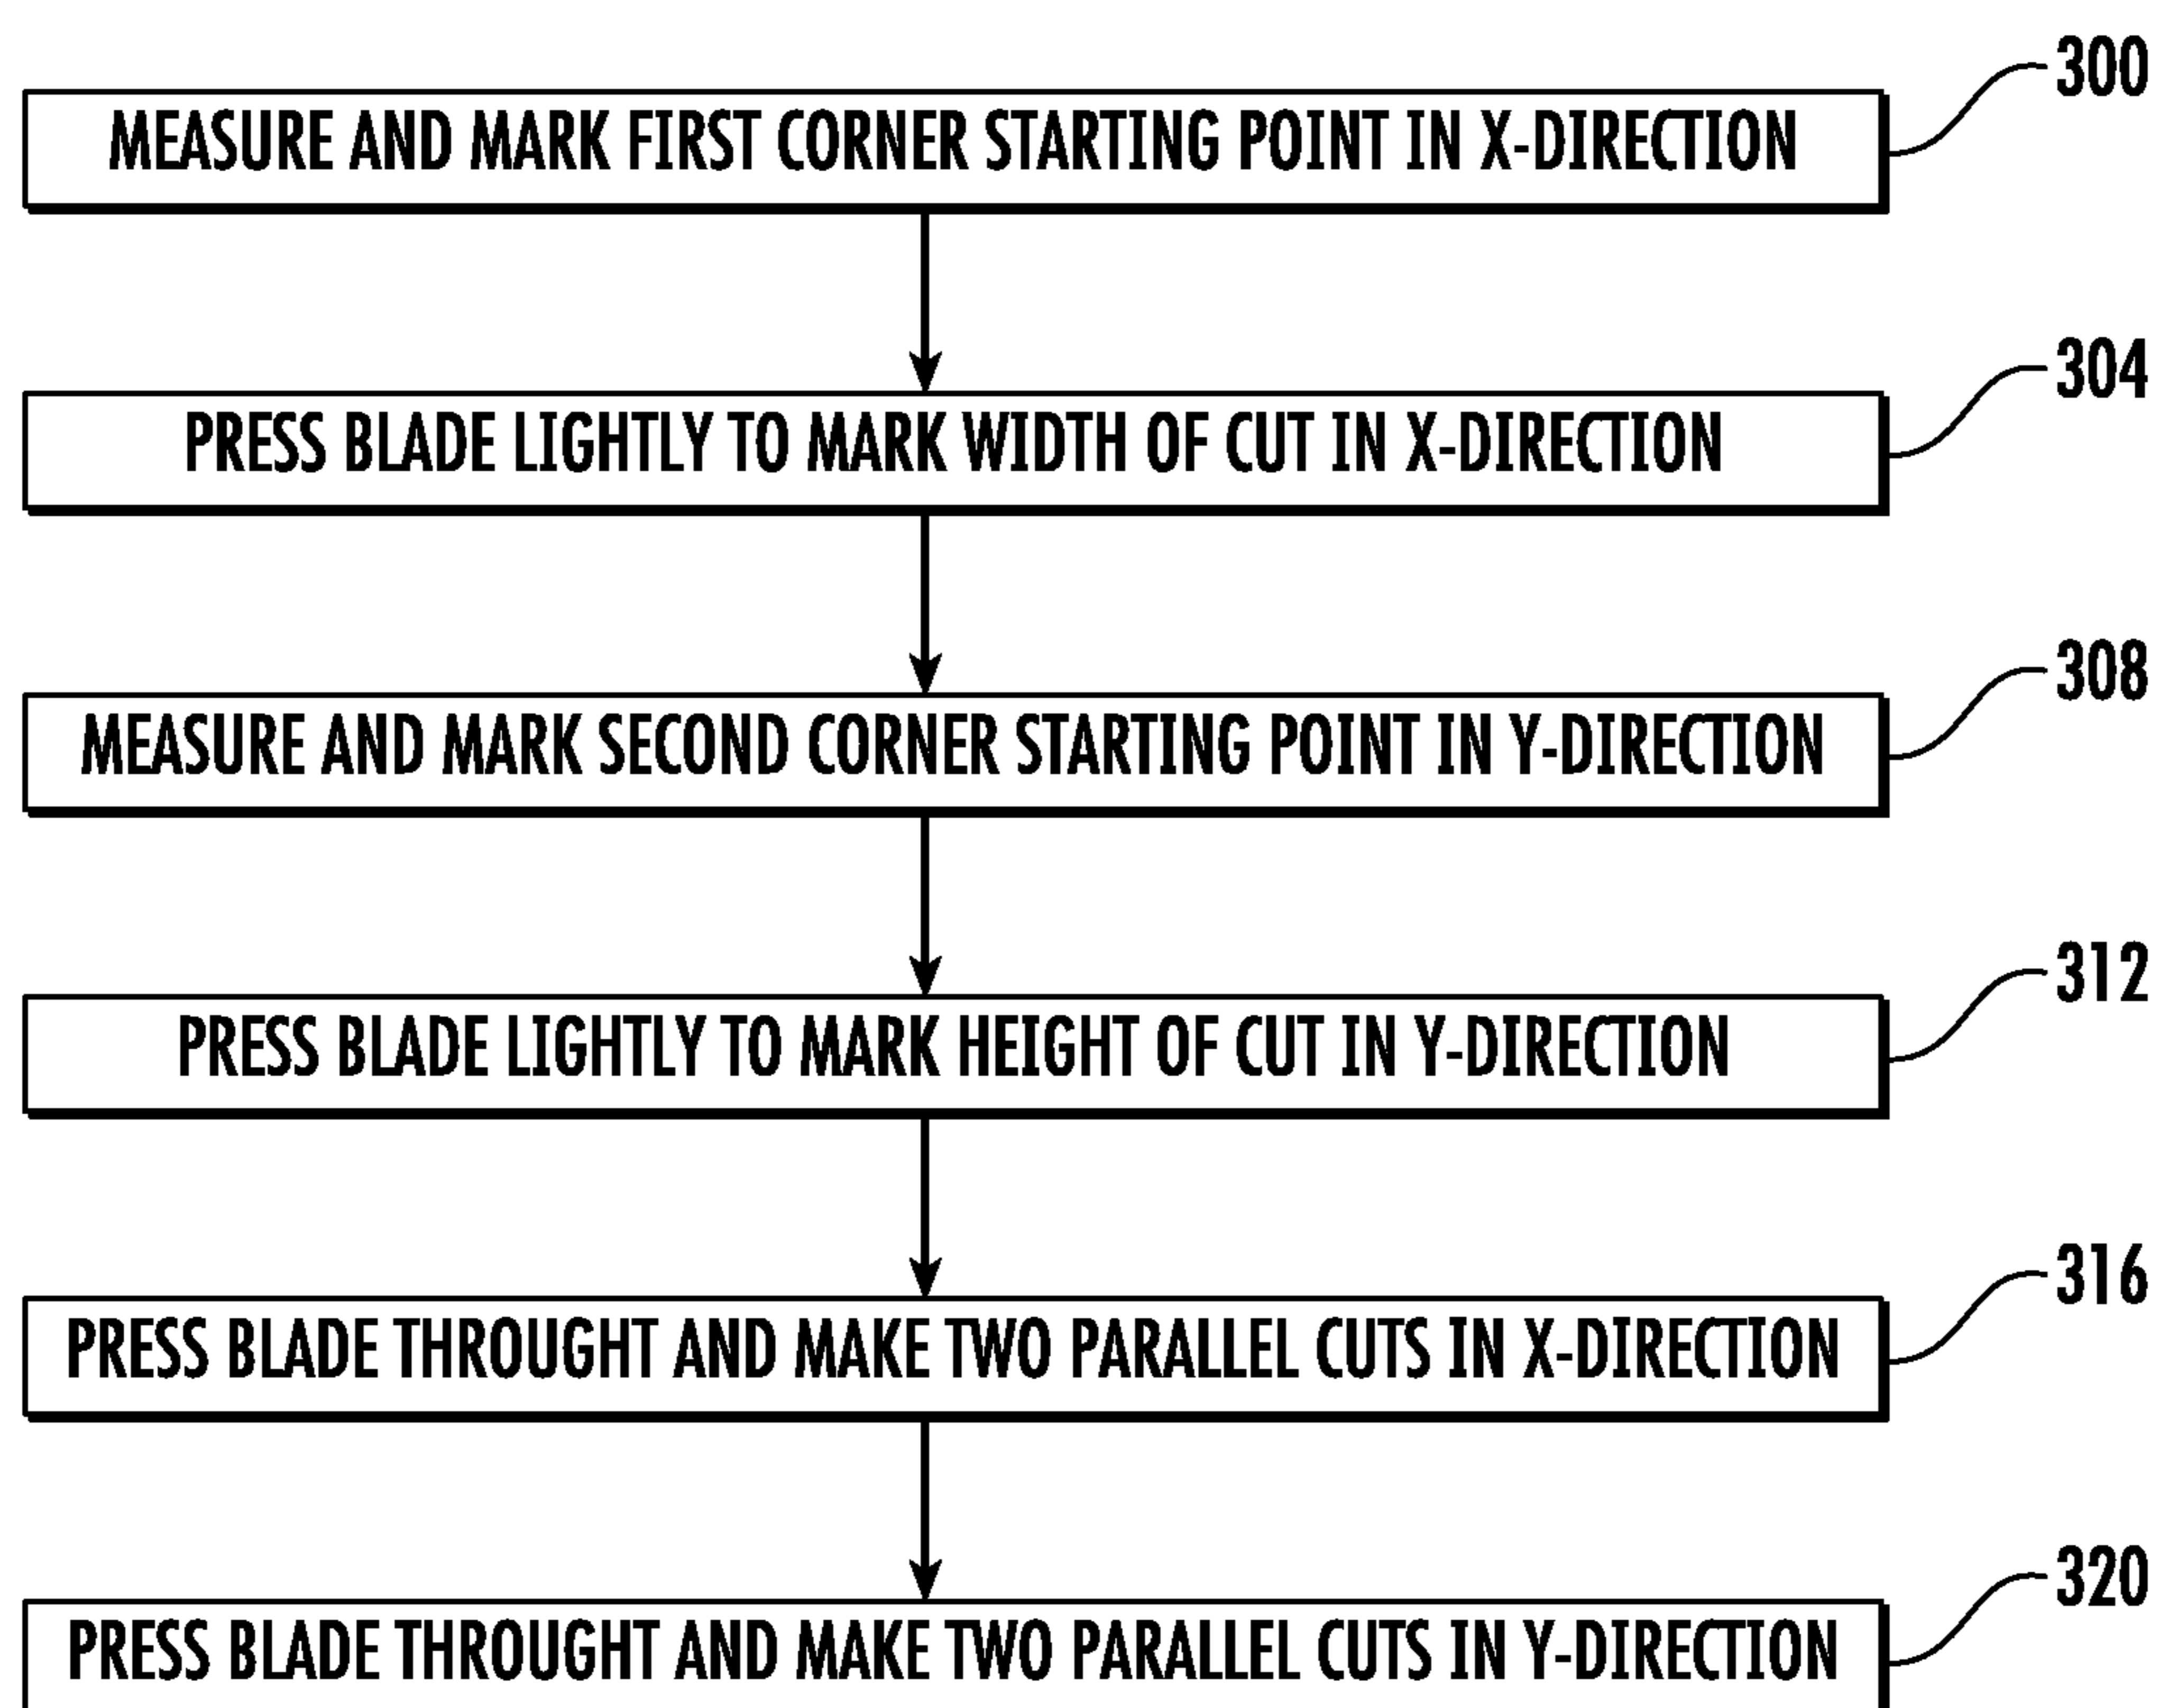 300
MEASURE AND MARK FIRST CORNER STARTING POINT IN X-DIRECTION
304
PRESS BLADE LIGHTLY TO MARK WIDTH OF CUT IN X-DIRECTION
308
MEASURE AND MARK SECOND CORNER STARTING POINT IN Y-DIRECTION
312
PRESS BLADE LIGHTLY TO MARK HEIGHT OF CUT IN Y-DIRECTION
316
PRESS BLADE THROUGHT AND MAKE TWO PARALLEL CUTS IN X-DIRECTION
320
PRESS BLADE THROUGHT AND MAKE TWO PARALLEL CUTS IN Y-DIRECTION